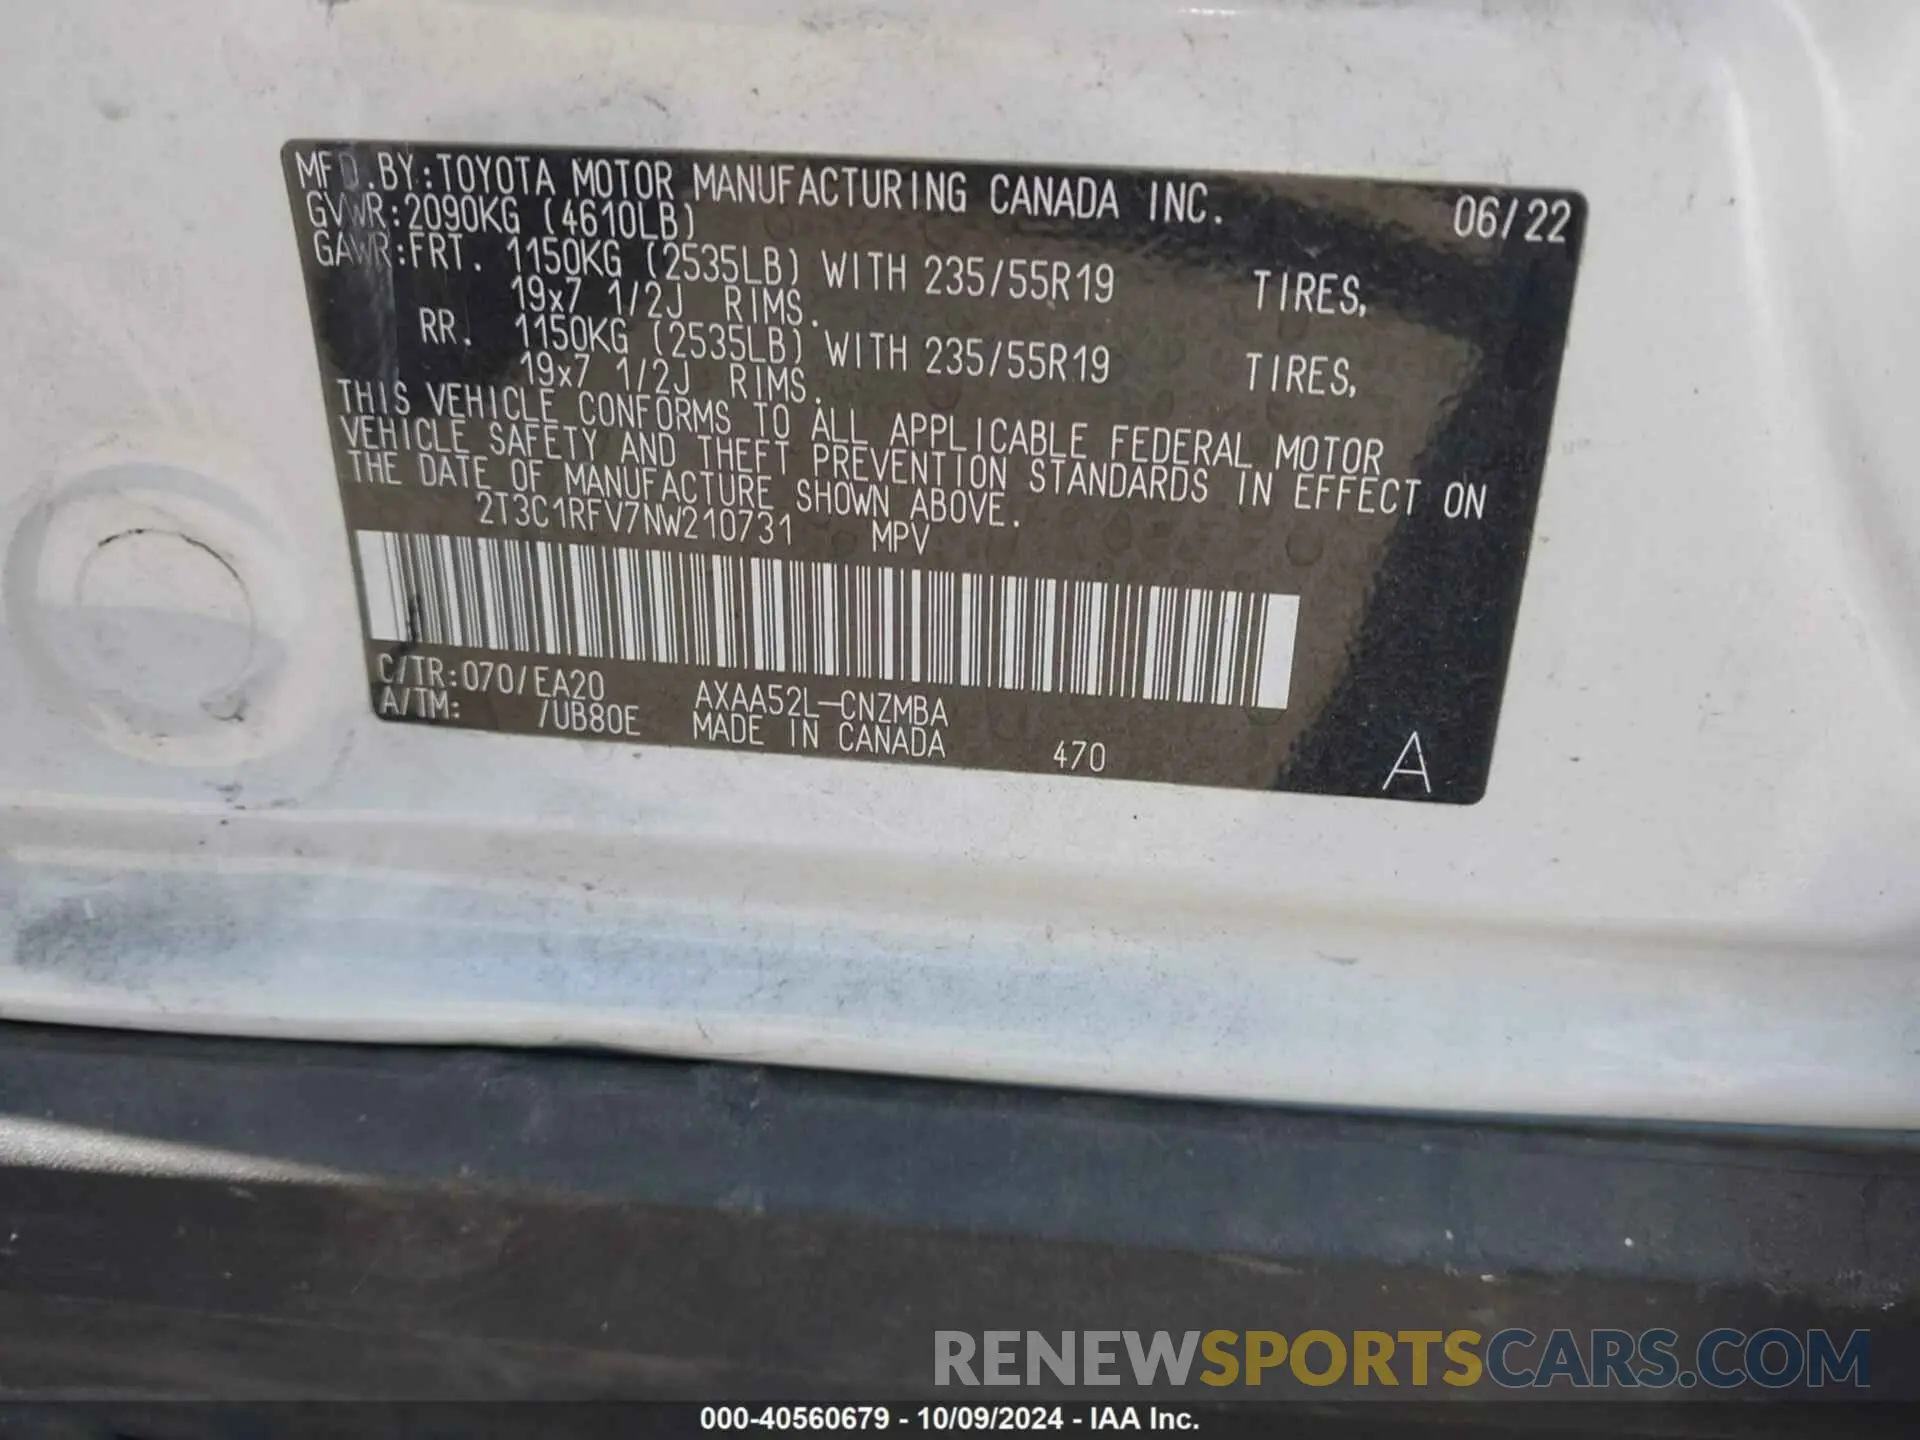 MFD.BY:TOYOTA MOTOR MANUFACTURING CANADA INC. 06/22
GVWR:2090KG (4610LB)
GAWR:FRT. 1150KG (2535LB) WITH 235/55R19 TIRES,
19x7 1/2J RIMS.
RR. 1150KG (2535LB) WITH 235/55R19 TIRES,
19x7 1/2J RIMS.
THIS VEHICLE CONFORMS TO ALL APPLICABLE FEDERAL MOTOR
VEHICLE SAFETY AND THEFT PREVENTION STANDARDS IN EFFECT ON
THE DATE OF MANUFACTURE SHOWN ABOVE.
2T3C1RFV7NW210731 MPV
C/TR:070/EA20 AXAA52L-CNZMBA
A/TM: /UB80E MADE IN CANADA 470 A
RENEWSPORTSCARS.COM
000-40560679 - 10/09/2024 - IAA Inc.